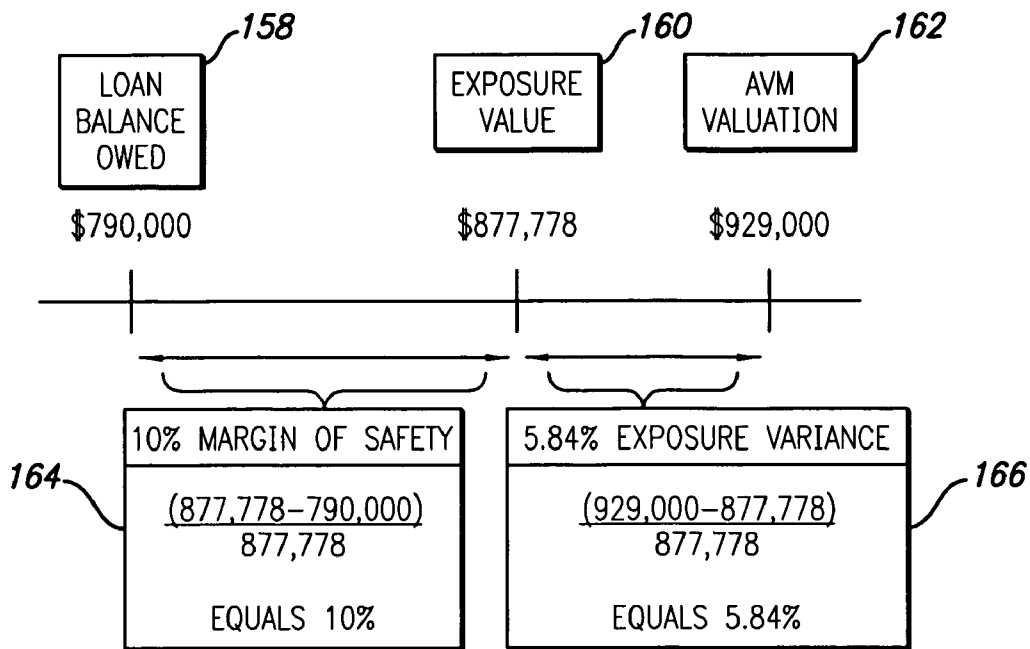 158
160
162
LOAN
BALANCE
OWED
EXPOSURE
VALUE
AVM
VALUATION
$790,000
$877,778
$929,000
10% MARGIN OF SAFETY
5.84% EXPOSURE VARIANCE
164
166
(877,778-790,000)
877,778
(929,000-877,778)
877,778
EQUALS 10%
EQUALS 5.84%